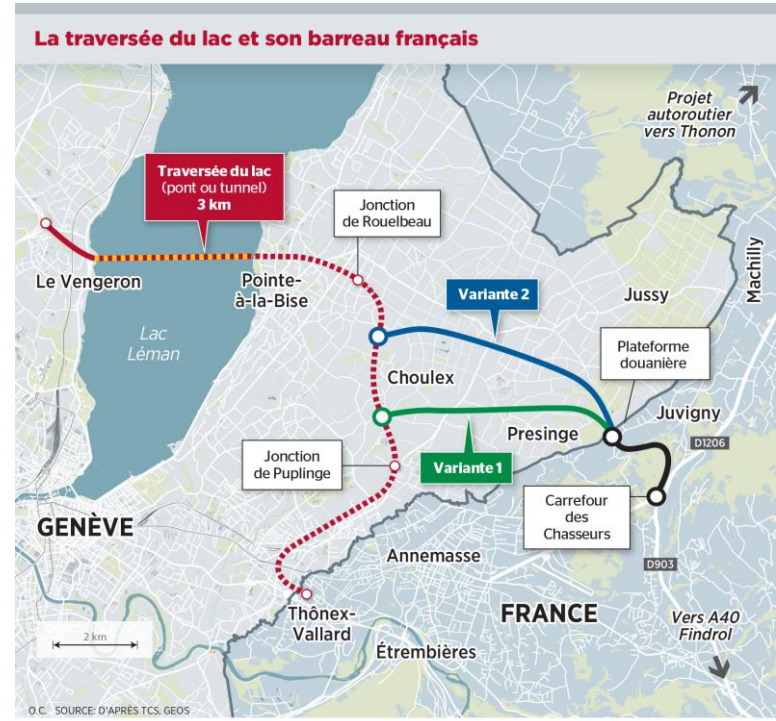 La traversée du lac et son barreau français
Projet
autoroutier
vers Thonon
Traversée du lac
(pont ou tunnel)
3 km
Jonction
de Rouelbeau
Le Vengeron
Pointe-
à-la-Bise
Variante 2
Jussy
Machilly
Lac
Léman
Plateforme
douanière
Choulex
Juvigny
Presinge
D1206
Jonction
de Puplinge
Variante 1
Carrefour
des
Chasseurs
GENÈVE
Annemasse
D903
FRANCE
Thônex-
Vallard
Vers A40
Findrol
2 km
Étrembières
O.C. SOURCE: D'APRÈS TCS, GEOS